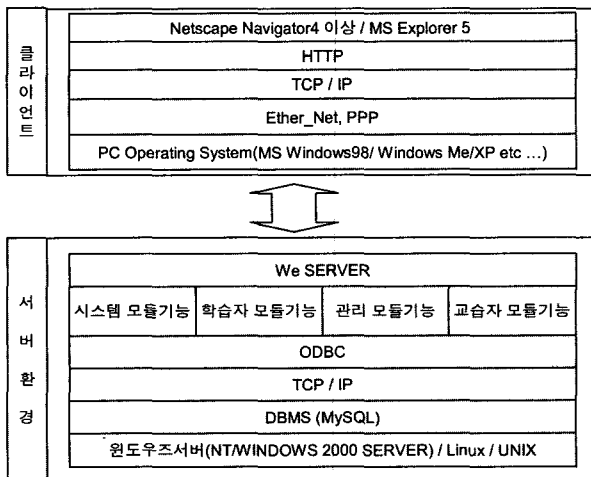 클라이언트
Netscape Navigator4 이상 / MS Explorer 5
HTTP
TCP / IP
Ether_Net, PPP
PC Operating System(MS Windows98/ Windows Me/XP etc ...)
서버환경
We SERVER
시스템 모듈기능 학습자 모듈기능 관리 모듈기능 교습자 모듈기능
ODBC
TCP / IP
DBMS (MySQL)
윈도우즈서버(NT/WINDOWS 2000 SERVER) / Linux / UNIX